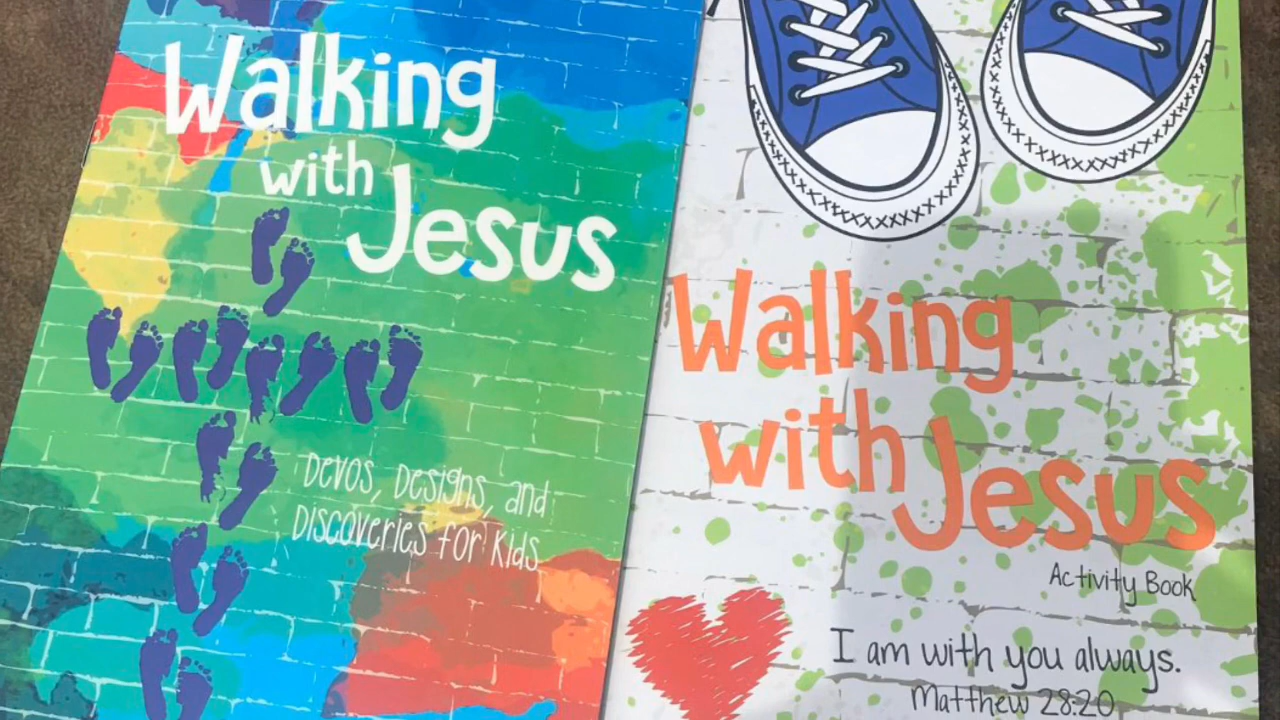 Walking
with
Jesus
Devos, Designs, and
Discoveries for Kids
Walking
with
Jesus
Activity Book
I am with you always.
Matthew 28:20